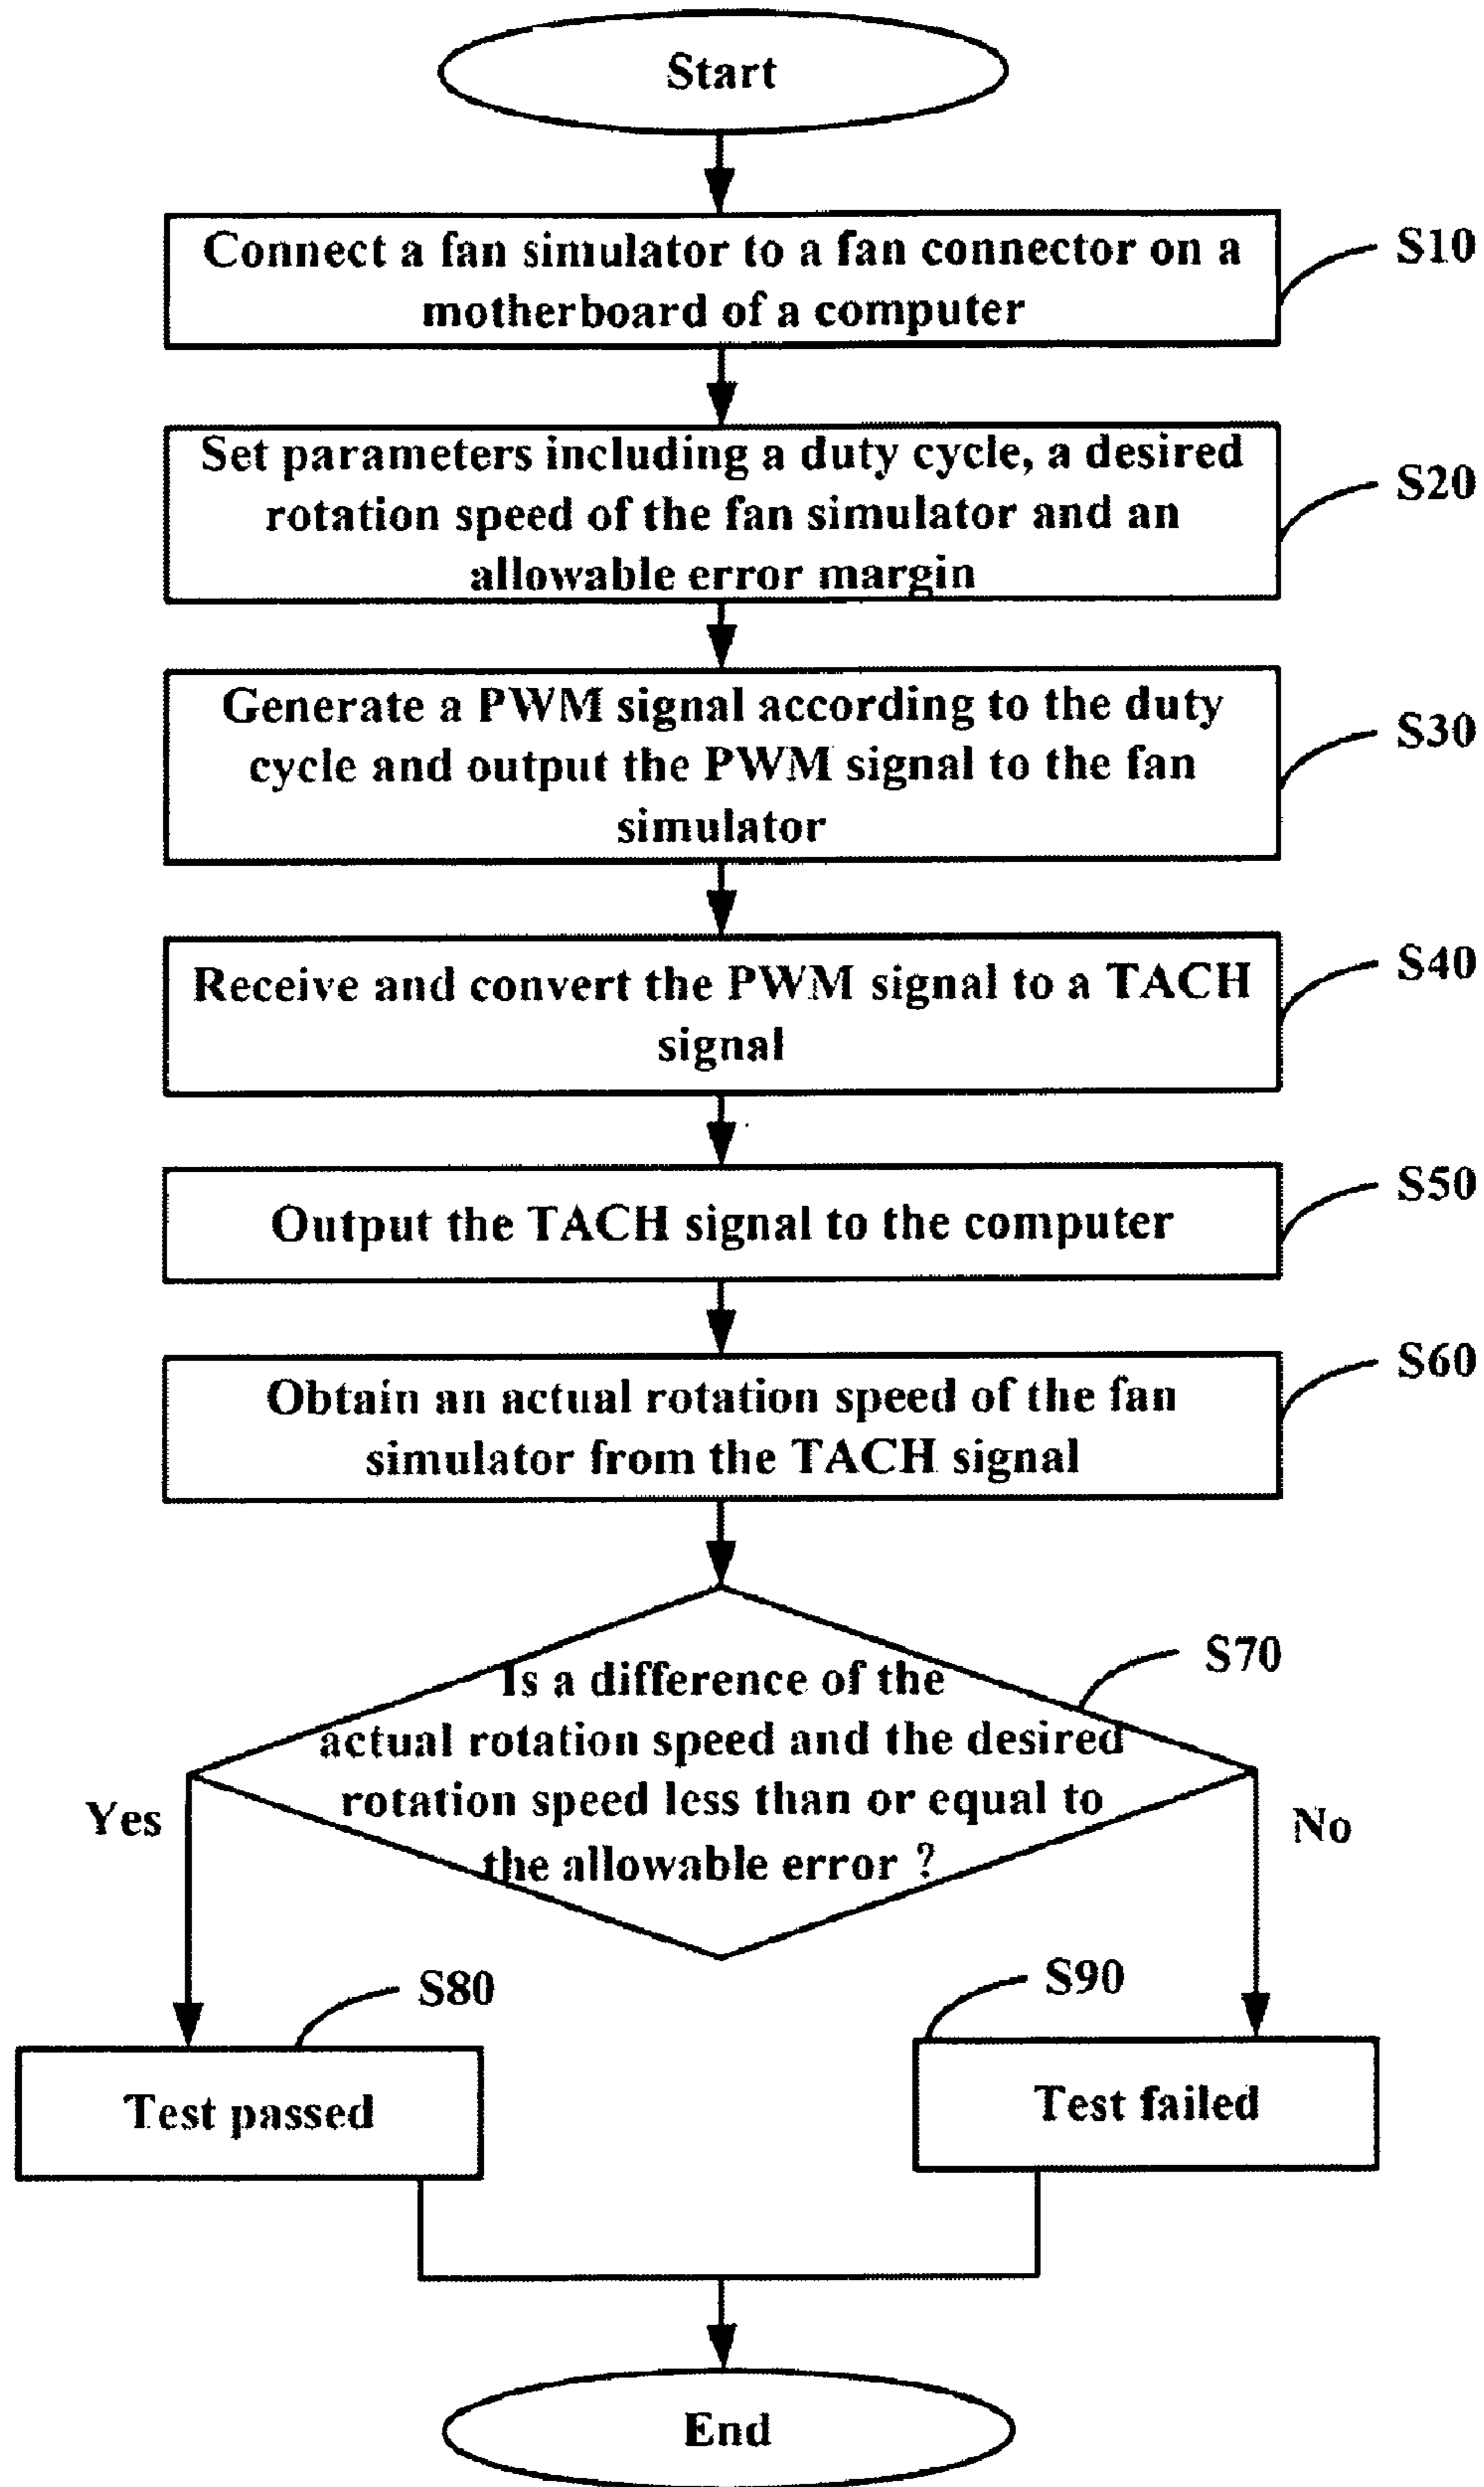 Start
Connect a fan simulator to a fan connector on a
motherboard of a computer
S10
Set parameters including a duty cycle, a desired
rotation speed of the fan simulator and an
allowable error margin
S20
Generate a PWM signal according to the duty
cycle and output the PWM signal to the fan
simulator
S30
Receive and convert the PWM signal to a TACH
signal
S40
Output the TACH signal to the computer
S50
Obtain an actual rotation speed of the fan
simulator from the TACH signal
S60
Is a difference of the
actual rotation speed and the desired
rotation speed less than or equal to
the allowable error ?
S70
Yes
No
S80
S90
Test passed
Test failed
End